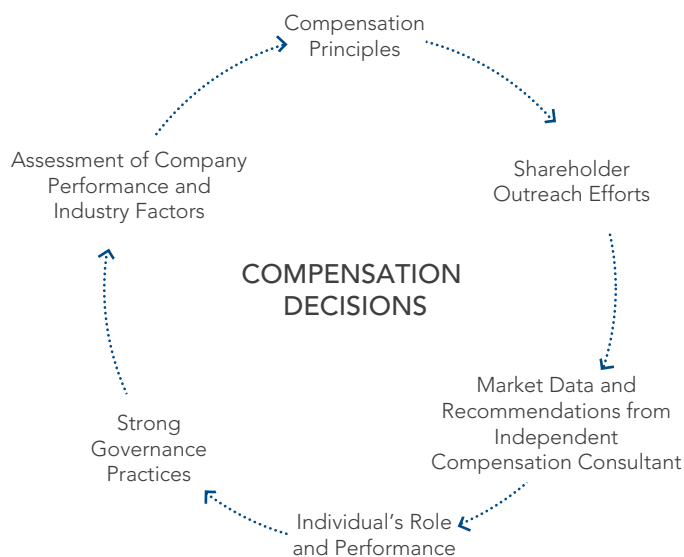 Compensation
Principles
Shareholder
Outreach Efforts
Market Data and
Recommendations from
Independent
Compensation Consultant
Individual’s Role
and Performance
Strong
Governance
Practices
Assessment of Company
Performance and
Industry Factors
COMPENSATION
DECISIONS